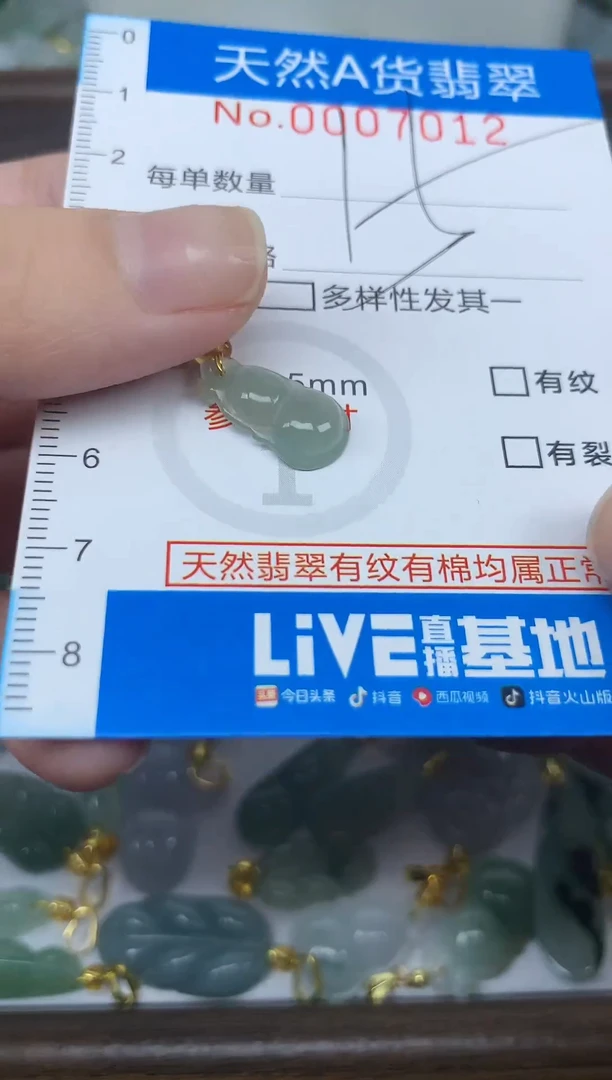 0
天然A货翡翠
1
No.0007012
2
每单数量
格
多样性发其一
5mm
有纹
参 寸
6
有裂
7
天然翡翠有纹有棉均属正常
LiVE直播基地
8
今日头条 抖音 西瓜视频 抖音火山版